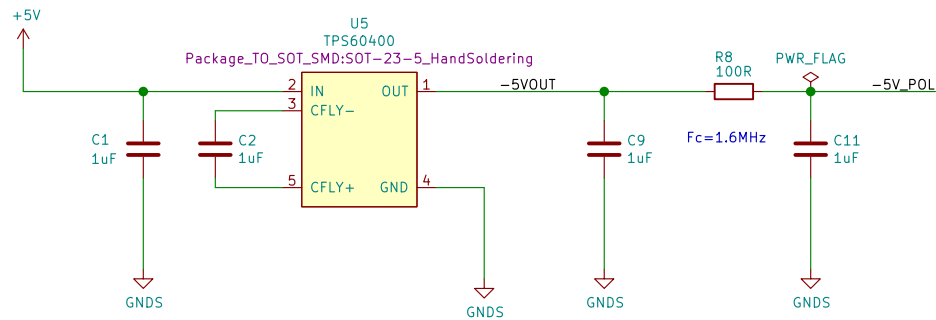 +5V
U5
TPS60400
Package_TO_SOT_SMD:SOT-23-5_HandSoldering
2
IN
OUT
1
3
CFLY-
5
CFLY+
GND
4
C1
1uF
C2
1uF
-5VOUT
C9
1uF
R8
100R
Fc=1.6MHz
PWR_FLAG
-5V_POL
C11
1uF
GNDS
GNDS
GNDS
GNDS